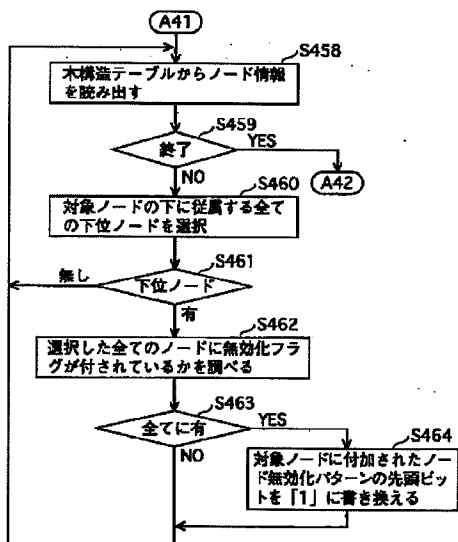 A41
S458
木構造テーブルからノード情報
を読み出す
S459
終了
YES
A42
NO
S460
対象ノードの下に従属する全て
の下位ノードを選択
S461
無し
下位ノード
有
S462
選択した全てのノードに無効化フラ
グが付されているかを調べる
S463
全てに有
YES
NO
S464
対象ノードに付加されたノー
ド無効化パターンの先頭ビッ
トを「1」に書き換える